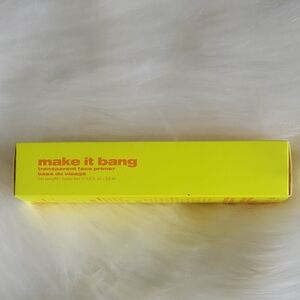 make it bang
transparent face primer
base de visage